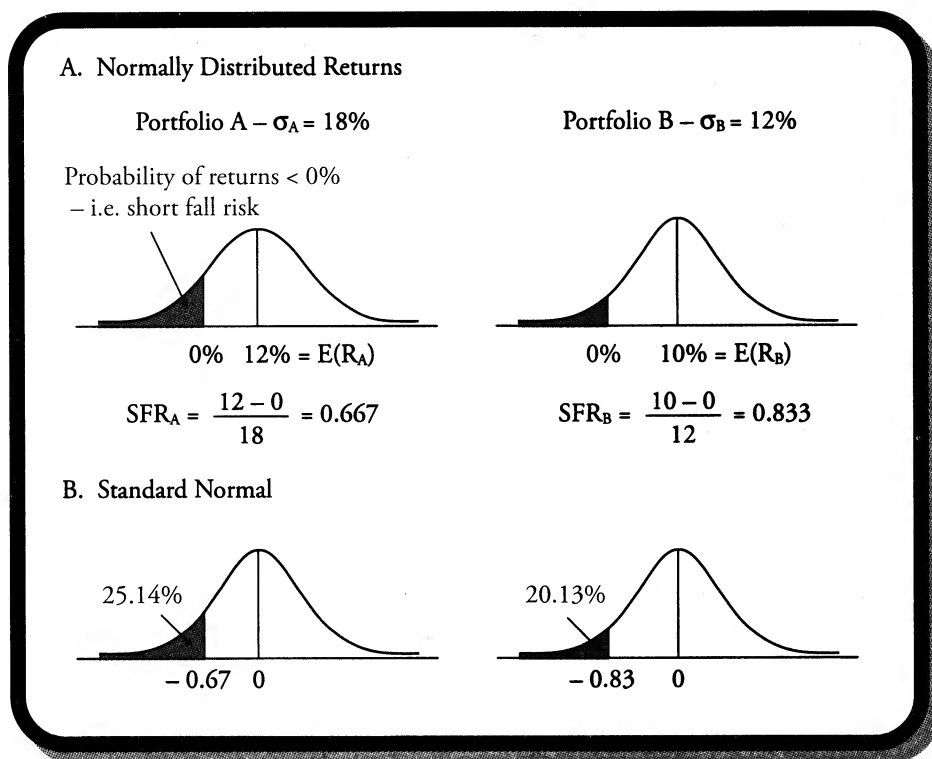 A. Normally Distributed Returns
Portfolio A – σA = 18%
Portfolio B – σB = 12%
Probability of returns < 0%
– i.e. short fall risk
0% 12% = E(RA)
0% 10% = E(RB)
SFRA = 12 – 0 / 18 = 0.667
SFRB = 10 – 0 / 12 = 0.833
B. Standard Normal
25.14%
20.13%
– 0.67 0
– 0.83 0